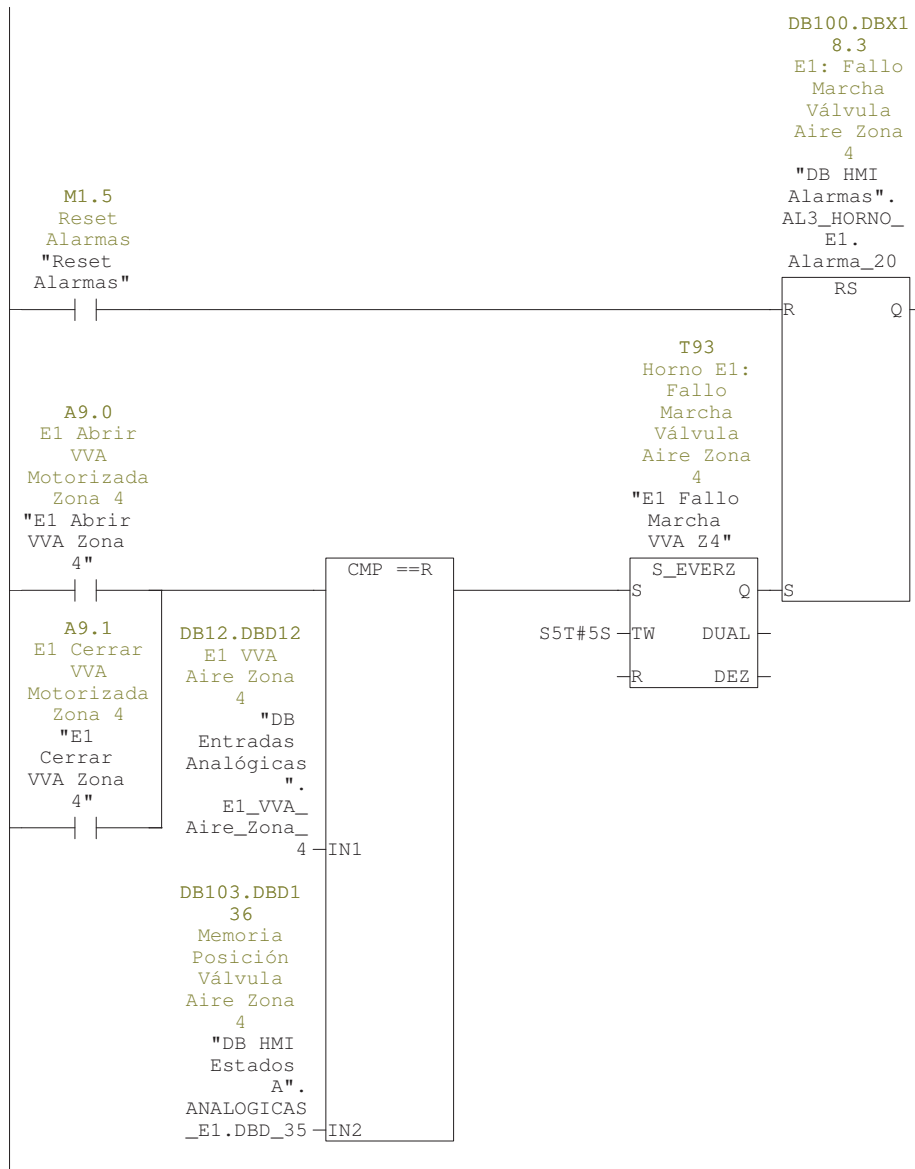 DB100.DBX1
8.3
E1: Fallo
Marcha
Válvula
Aire Zona
4
"DB HMI
Alarmas".
AL3_HORNO_
E1.
Alarma_20
M1.5
Reset
Alarmas
"Reset
Alarmas"
RS
R Q
T93
Horno E1:
Fallo
Marcha
Válvula
Aire Zona
4
"E1 Fallo
Marcha
VVA Z4"
A9.0
E1 Abrir
VVA
Motorizada
Zona 4
"E1 Abrir
VVA Zona
4"
CMP ==R
S_EVERZ
S Q
S
S5T#5S TW DUAL
R DEZ
A9.1
E1 Cerrar
VVA
Motorizada
Zona 4
"E1
Cerrar
VVA Zona
4"
DB12.DBD12
E1 VVA
Aire Zona
4
"DB
Entradas
Analógicas
".
E1_VVA_
Aire_Zona_
4 IN1
DB103.DBD1
36
Memoria
Posición
Válvula
Aire Zona
4
"DB HMI
Estados
A".
ANALOGICAS
_E1.DBD_35 IN2